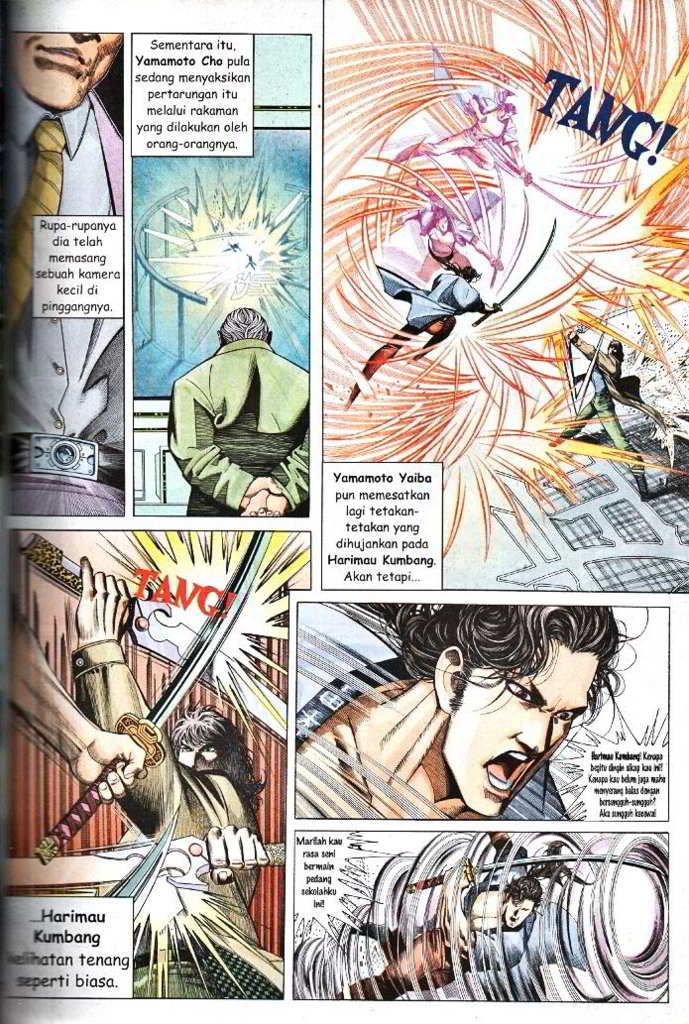 Sementara itu,
Yamamoto Cho pula
sedang menyaksikan
pertarungan itu
melalui rakaman
yang dilakukan oleh
orang-orangnya.
Rupa-rupanya
dia telah
memasang
sebuah kamera
kecil di
pinggangnya.
TANG!
Yamamoto Yaiba
pun memesatkan
lagi tetakan-
tetakan yang
dihujankan pada
Harimau Kumbang.
Akan tetapi...
TANG!
...Harimau
Kumbang
kelihatan tenang
seperti biasa.
Harimau Kumbang! Kenapa
begitu dingin sikap kau ini?
Kenapa kau belum juga mahu
menyerang balas dengan
bersungguh-sungguh?
Aku sungguh kecewa!
Marilah kau
rasa seni
bermain
pedang
sekolahku
ini!